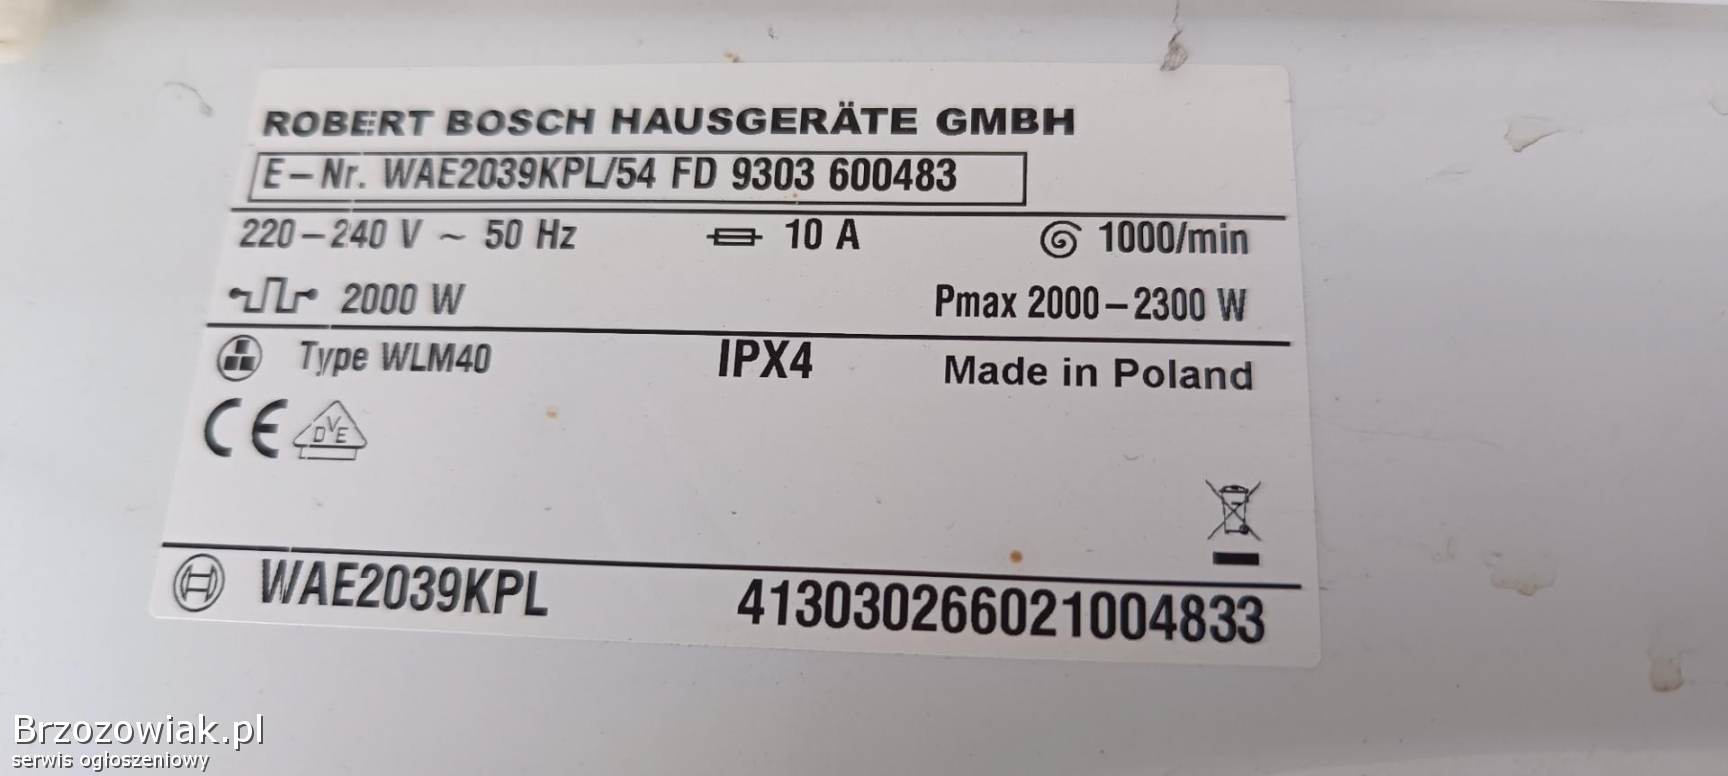 ROBERT BOSCH HAUSGERÄTE GMBH
E-Nr. WAE2039KPL/54 FD 9303 600483
220-240 V ~ 50 Hz 10 A 1000/min
2000 W Pmax 2000-2300 W
Type WLM40 IPX4 Made in Poland
CE DVE
WAE2039KPL 413030266021004833
Brzozowiak.pl
serwis ogłoszeniowy